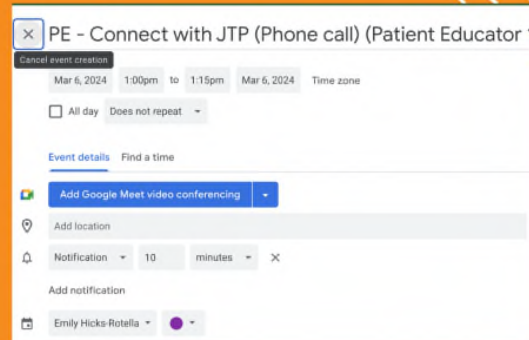 PE - Connect with JTP (Phone call) (Patient Educator
Cancel event creation
Mar 6, 2024 1:00pm to 1:15pm Mar 6, 2024 Time zone
All day Does not repeat
Event details Find a time
Add Google Meet video conferencing
Add location
Notification 10 minutes
Add notification
Emily Hicks-Rotella